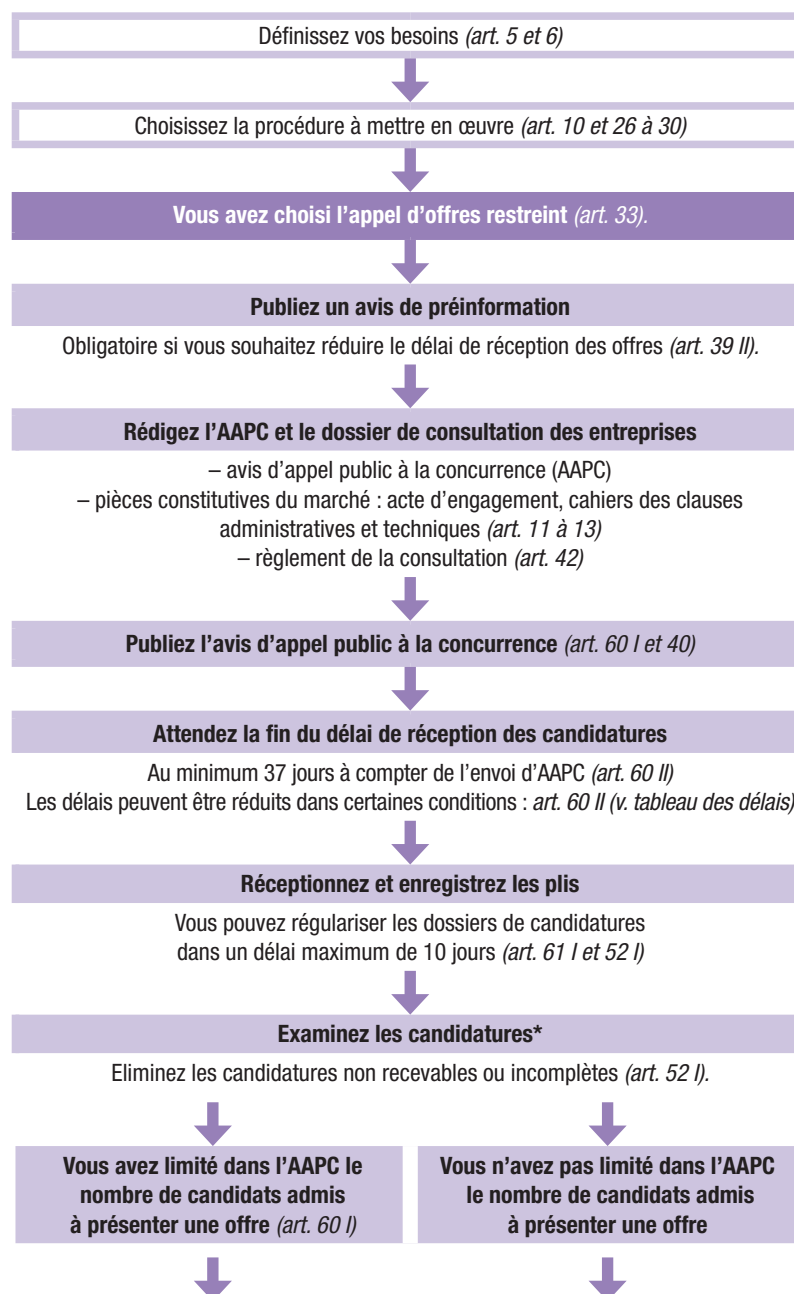 Définissez vos besoins (art. 5 et 6)
Choisissez la procédure à mettre en œuvre (art. 10 et 26 à 30)
Vous avez choisi l’appel d’offres restreint (art. 33).
Publiez un avis de préinformation
Obligatoire si vous souhaitez réduire le délai de réception des offres (art. 39 II).
Rédigez l’AAPC et le dossier de consultation des entreprises
– avis d’appel public à la concurrence (AAPC)
– pièces constitutives du marché : acte d’engagement, cahiers des clauses
administratives et techniques (art. 11 à 13)
– règlement de la consultation (art. 42)
Publiez l’avis d’appel public à la concurrence (art. 60 I et 40)
Attendez la fin du délai de réception des candidatures
Au minimum 37 jours à compter de l’envoi d’AAPC (art. 60 II)
Les délais peuvent être réduits dans certaines conditions : art. 60 II (v. tableau des délais)
Réceptionnez et enregistrez les plis
Vous pouvez régulariser les dossiers de candidatures
dans un délai maximum de 10 jours (art. 61 I et 52 I)
Examinez les candidatures*
Eliminez les candidatures non recevables ou incomplètes (art. 52 I).
Vous avez limité dans l’AAPC le
nombre de candidats admis
à présenter une offre (art. 60 I)
Vous n’avez pas limité dans l’AAPC
le nombre de candidats admis
à présenter une offre